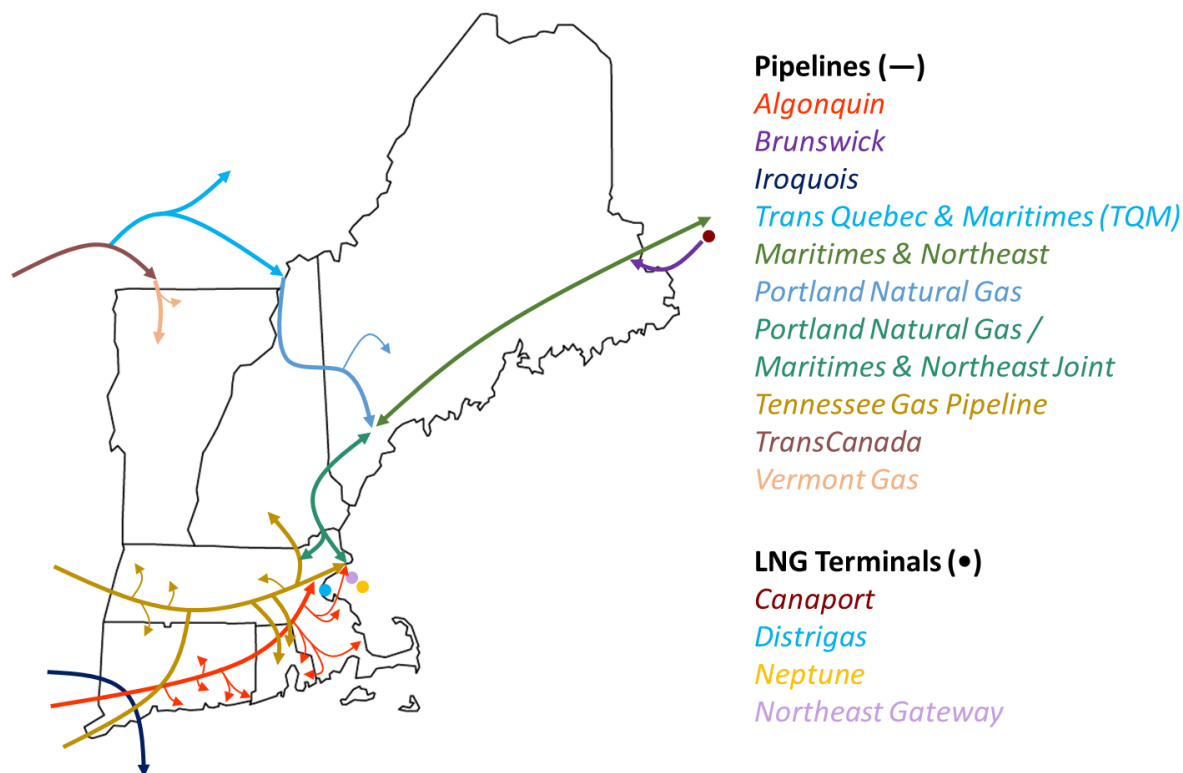 Pipelines (—)
Algonquin
Brunswick
Iroquois
Trans Quebec & Maritimes (TQM)
Maritimes & Northeast
Portland Natural Gas
Portland Natural Gas /
Maritimes & Northeast Joint
Tennessee Gas Pipeline
TransCanada
Vermont Gas
LNG Terminals (•)
Canaport
Distrigas
Neptune
Northeast Gateway